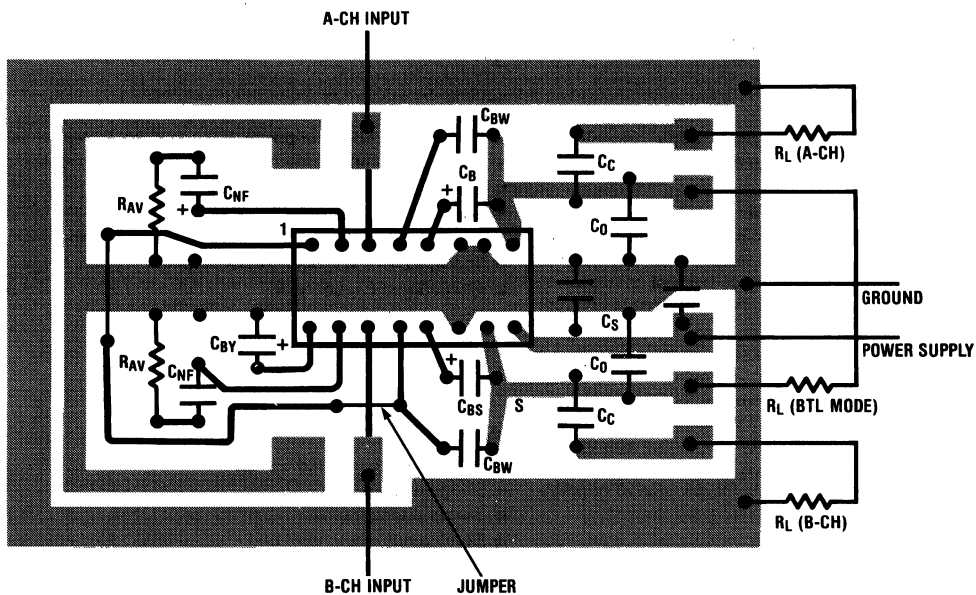 A-CH INPUT
CBW
CC
RL (A-CH)
CB
+
CNF
RAV
+
CO
1
GROUND
CS
POWER SUPPLY
CBY
+
RAV
CNF
+
CBS
S
CO
CC
RL (BTL MODE)
CBW
RL (B-CH)
B-CH INPUT
JUMPER